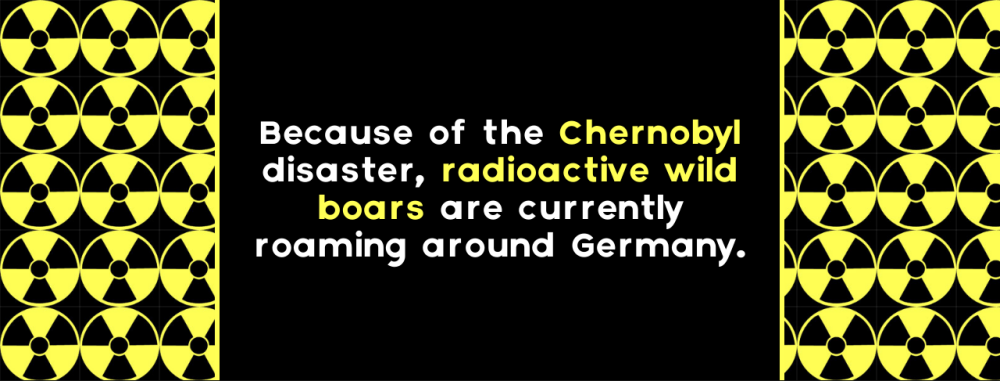 Because of the Chernobyl
disaster, radioactive wild
boars are currently
roaming around Germany.